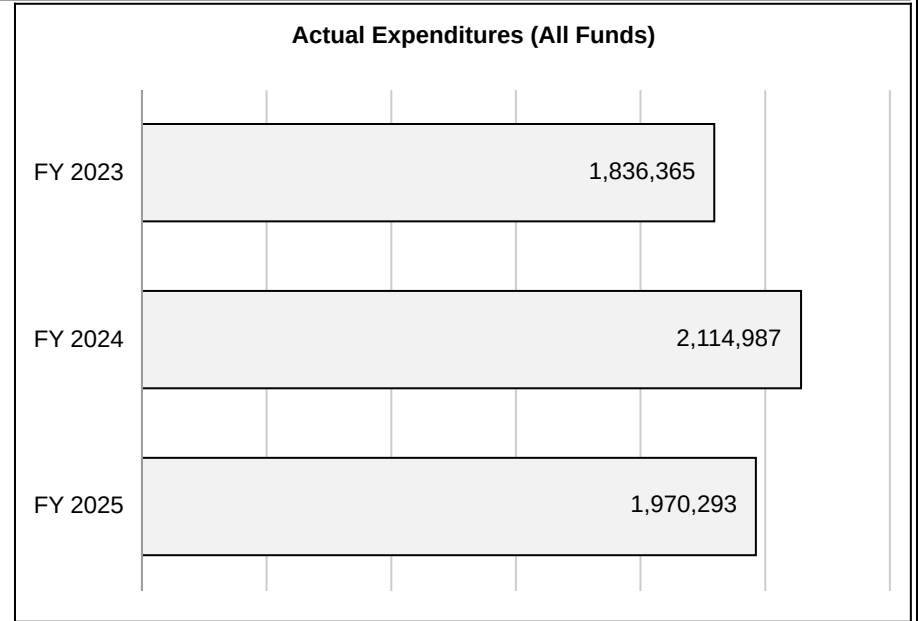 Actual Expenditures (All Funds)
FY 2023
1,836,365
FY 2024
2,114,987
FY 2025
1,970,293